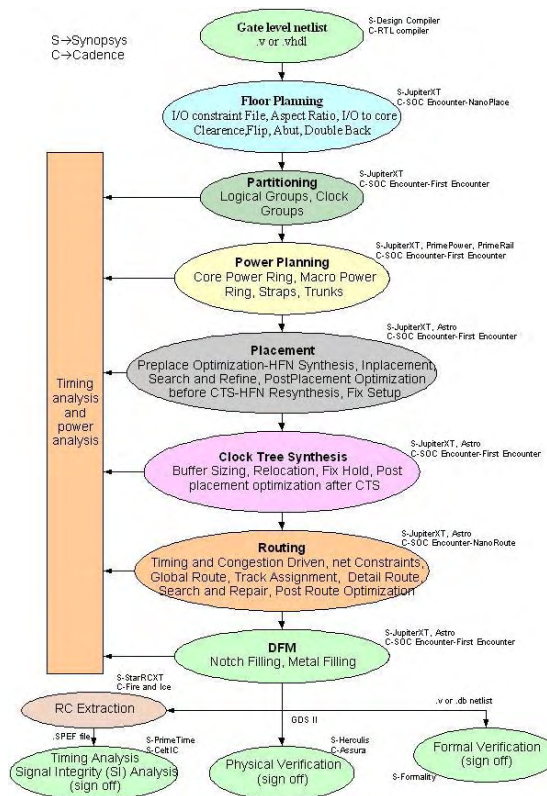 S→Synopsys
C→Cadence
Gate level netlist
.v or .vhdl
S-Design Compiler
C-RTL compiler
S-JupiterXT
C-SOC Encounter-NanoPlace
Floor Planning
I/O constraint File, Aspect Ratio, I/O to core
Clearence,Flip, Abut, Double Back
S-JupiterXT
C-SOC Encounter-First Encounter
Partitioning
Logical Groups, Clock
Groups
S-JupiterXT, PrimePower, PrimeRail
C-SOC Encounter-First Encounter
Power Planning
Core Power Ring, Macro Power
Ring, Straps, Trunks
S-JupiterXT, Astro
C-SOC Encounter-First Encounter
Placement
Preplace Optimization-HFN Synthesis, Inplacement,
Search and Refine, PostPlacement Optimization
before CTS-HFN Resynthesis, Fix Setup
Timing
analysis
and
power
analysis
S-JupiterXT, Astro
C-SOC Encounter-First Encounter
Clock Tree Synthesis
Buffer Sizing, Relocation, Fix Hold, Post
placement optimization after CTS
S-JupiterXT, Astro
C-SOC Encounter-NanoRoute
Routing
Timing and Congestion Driven, net Constraints,
Global Route, Track Assignment, Detail Route,
Search and Repair, Post Route Optimization
S-JupiterXT, Astro
C-SOC Encounter-First Encounter
DFM
Notch Filling, Metal Filling
S-StarRCXT
C-Fire and Ice
RC Extraction
GDS II
.v or .db netlist
.SPEF file
S-PrimeTime
S-CeltIC
Timing Analysis
Signal Integrity (SI) Analysis
(sign off)
S-Herculis
C-Assura
Physical Verification
(sign off)
Formal Verification
(sign off)
S-Formality